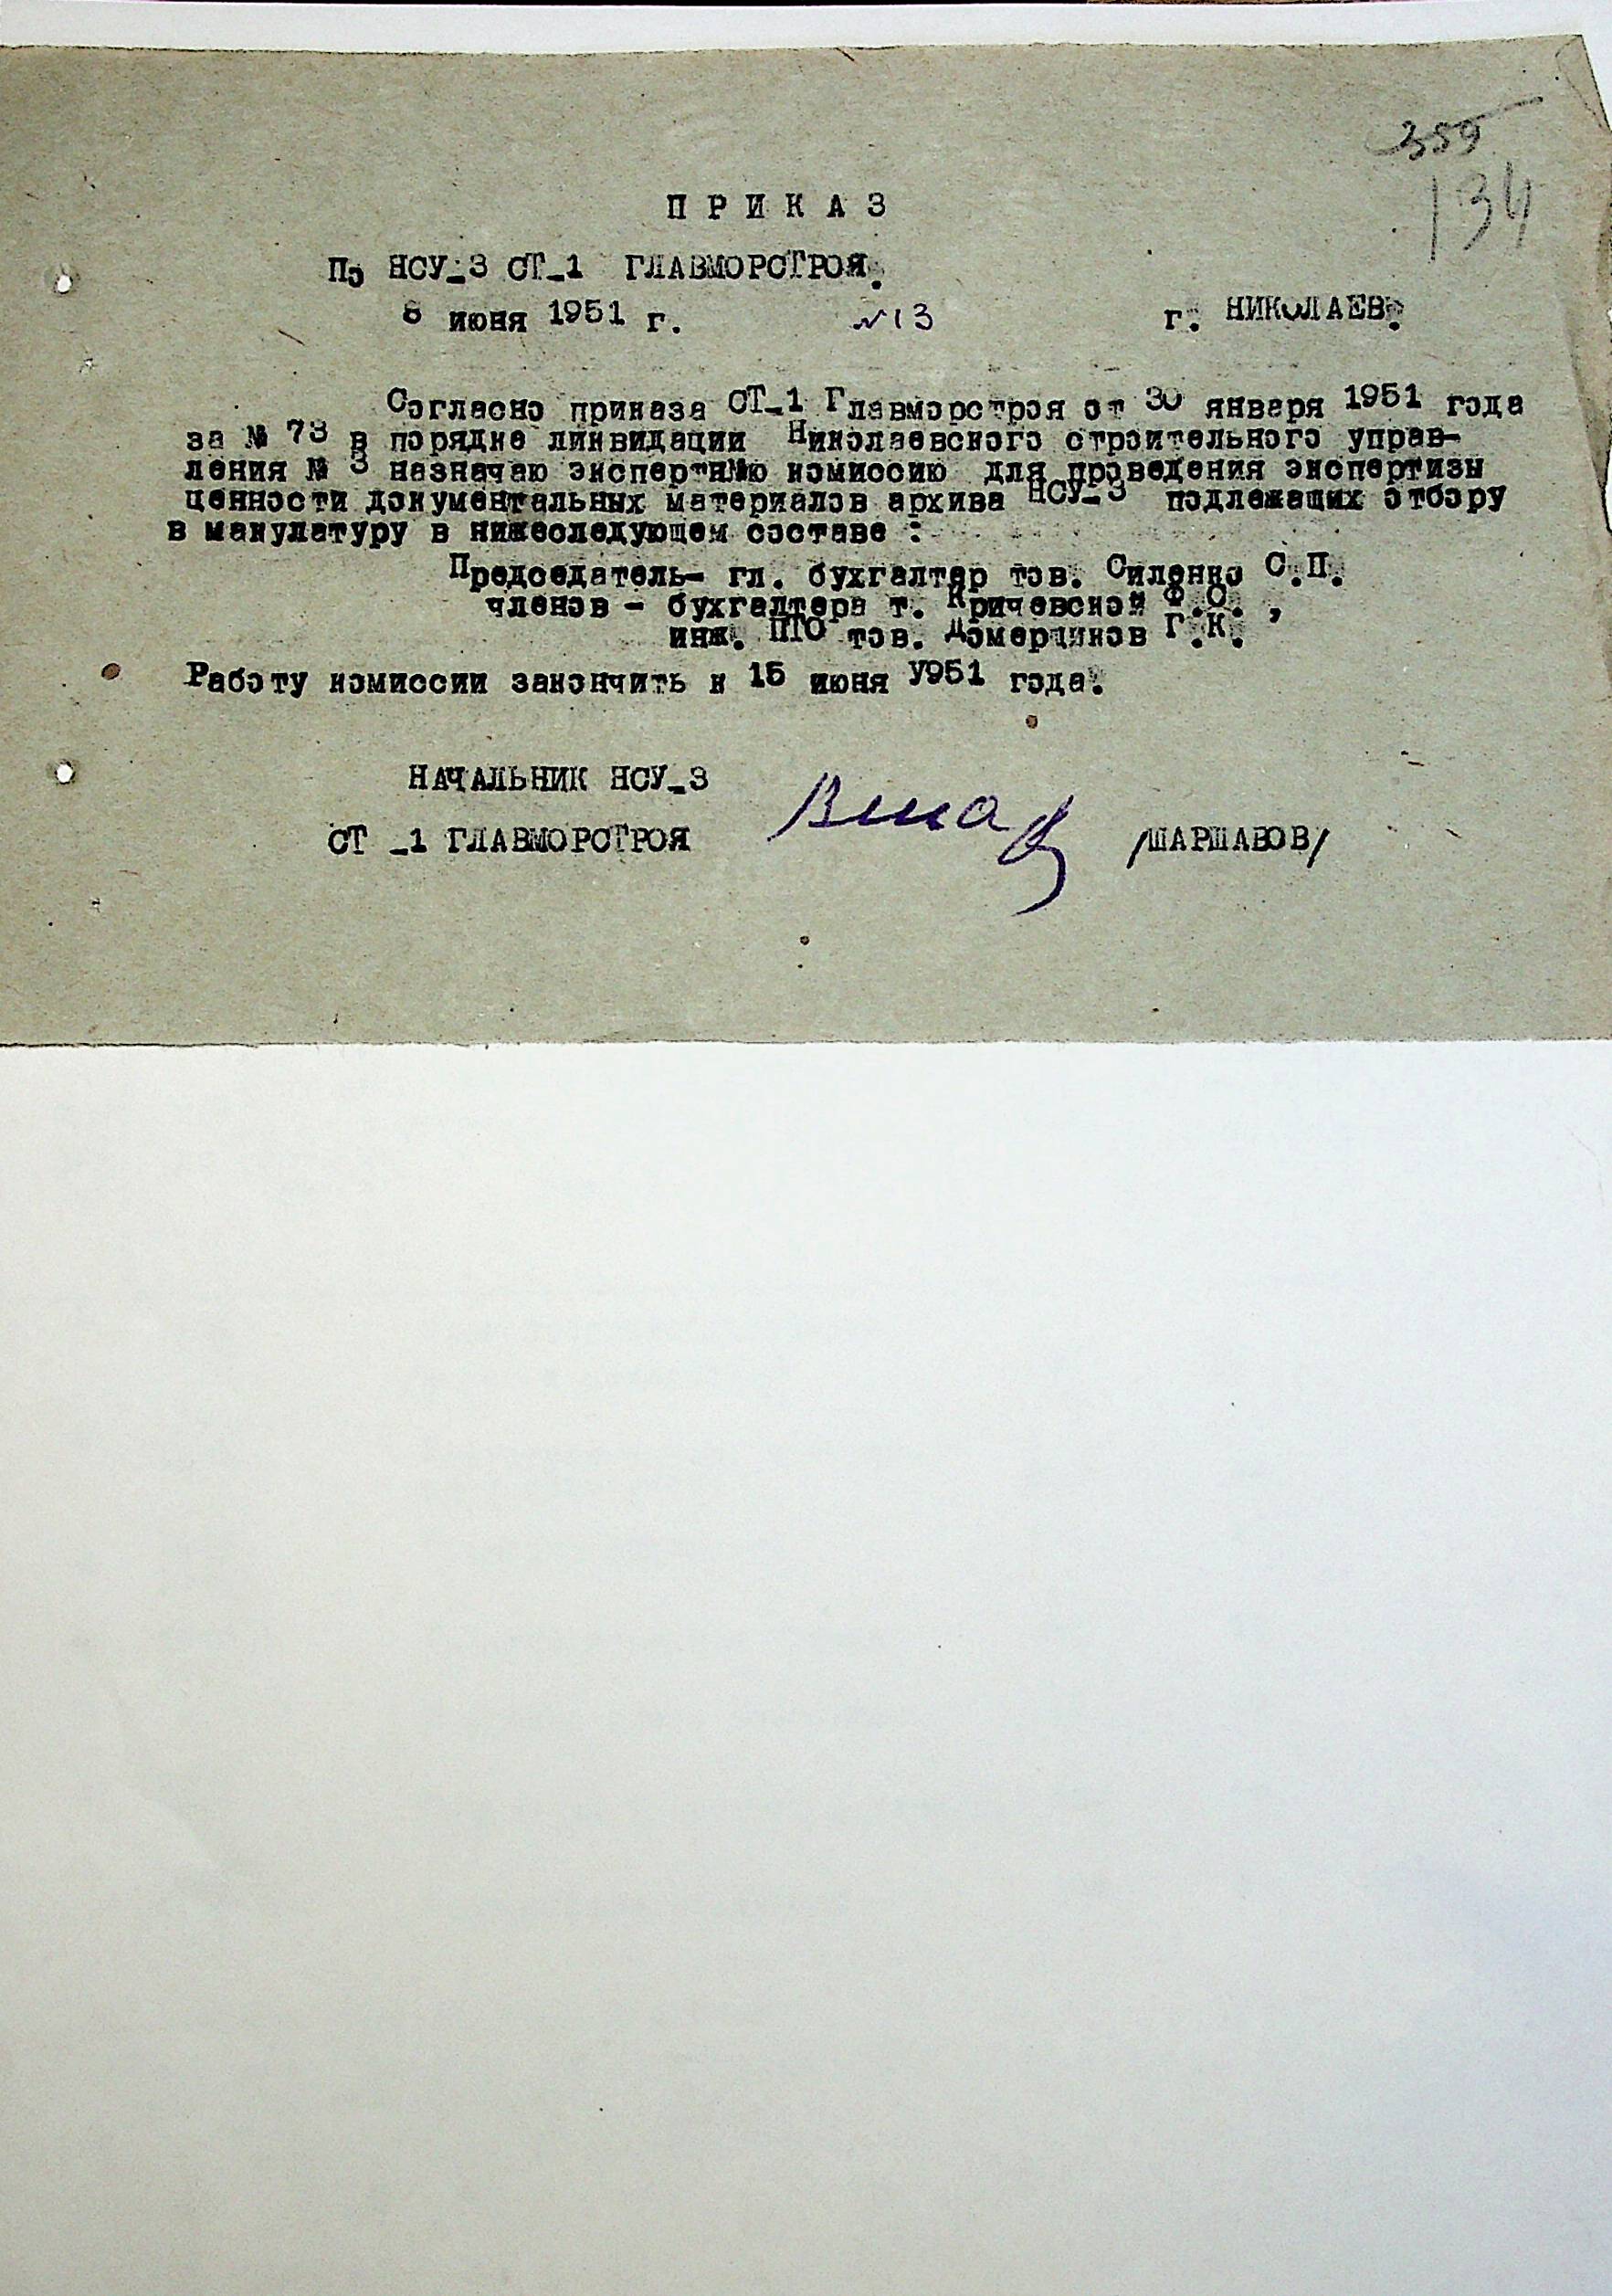 359
134
П Р И К А З
По НСУ-3 СТ-1 ГЛАВМОРСТРОЯ.
6 июня 1951 г. №13 г. НИКОЛАЕВ.
Согласно приказа СТ-1 Главморстроя от 30 января 1951 года
за № 73 в порядке ликвидации Николаевского строительного управ-
ления № 3 назначаю экспертную комиссию для проведения экспертизы
ценности документальных материалов архива НСУ-3 подлежащих отбору
в макулатуру в нижеследующем составе :
Председатель- гл. бухгалтер тов. Силенко С.П.
членов - бухгалтера т. Кричевской Ф.О. ,
инж. ПТО тов. Домерщиков Г.К.
Работу комиссии закончить к 15 июня У951 года.
НАЧАЛЬНИК НСУ-3
СТ -1 ГЛАВМОРСТРОЯ /ШАРШАВОВ/